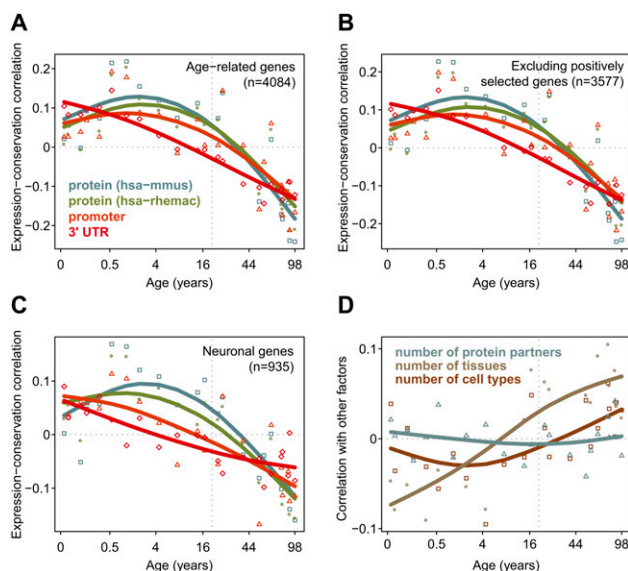 A
Expression−conservation correlation
0.2
0.1
0
−0.1
−0.2
Age−related genes
(n=4084)
protein (hsa−mmus)
protein (hsa−rhemac)
promoter
3' UTR
0 0.5 4 16 44 98
Age (years)
B
Expression−conservation correlation
0.2
0.1
0
−0.1
−0.2
Excluding positively
selected genes (n=3577)
0 0.5 4 16 44 98
Age (years)
C
Expression−conservation correlation
0.1
0
−0.1
Neuronal genes
(n=935)
0 0.5 4 16 44 98
Age (years)
D
Correlation with other factors
0.1
0
−0.1
number of protein partners
number of tissues
number of cell types
0 0.5 4 16 44 98
Age (years)